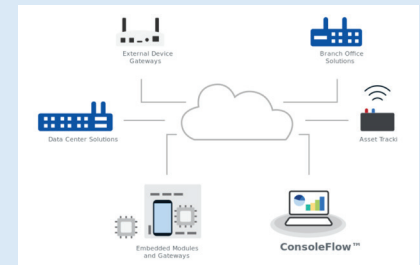 External Device
Gateways
Branch Office
Solutions
Data Center Solutions
Asset Tracki
Embedded Modules
and Gateways
ConsoleFlow™